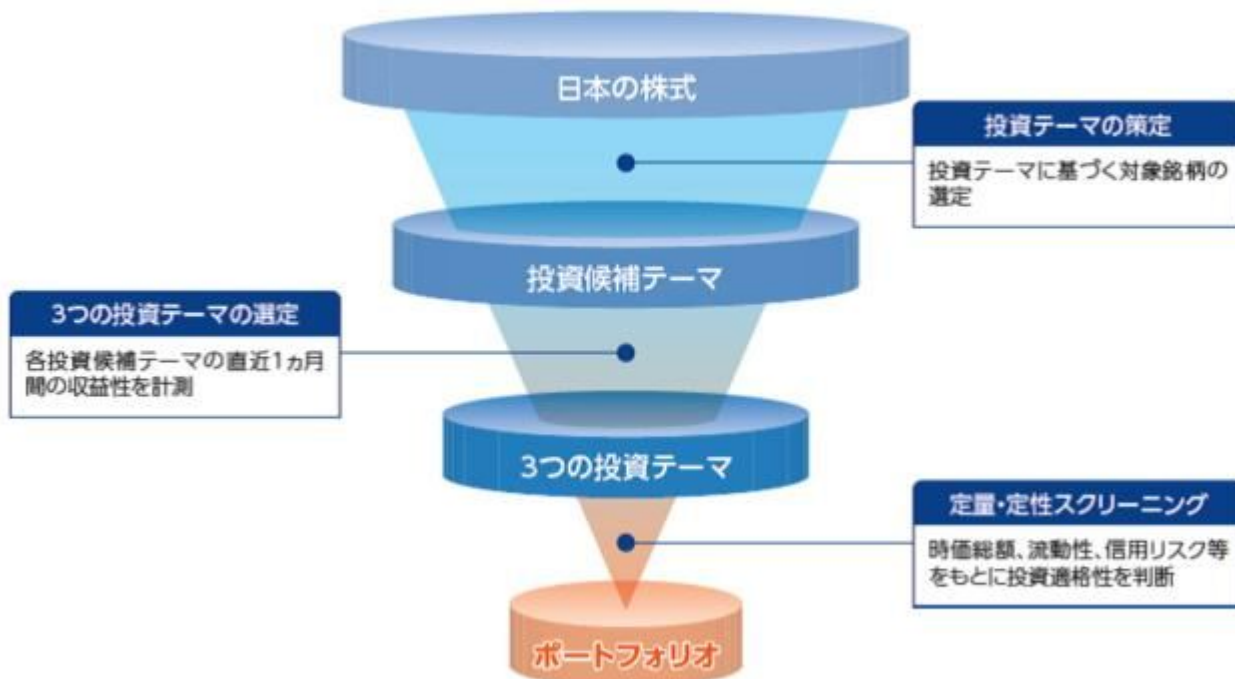 日本の株式
投資テーマの策定
投資テーマに基づく対象銘柄の
選定
投資候補テーマ
3つの投資テーマの選定
各投資候補テーマの直近1ヵ月
間の収益性を計測
3つの投資テーマ
定量・定性スクリーニング
時価総額、流動性、信用リスク等
をもとに投資適格性を判断
ポートフォリオ